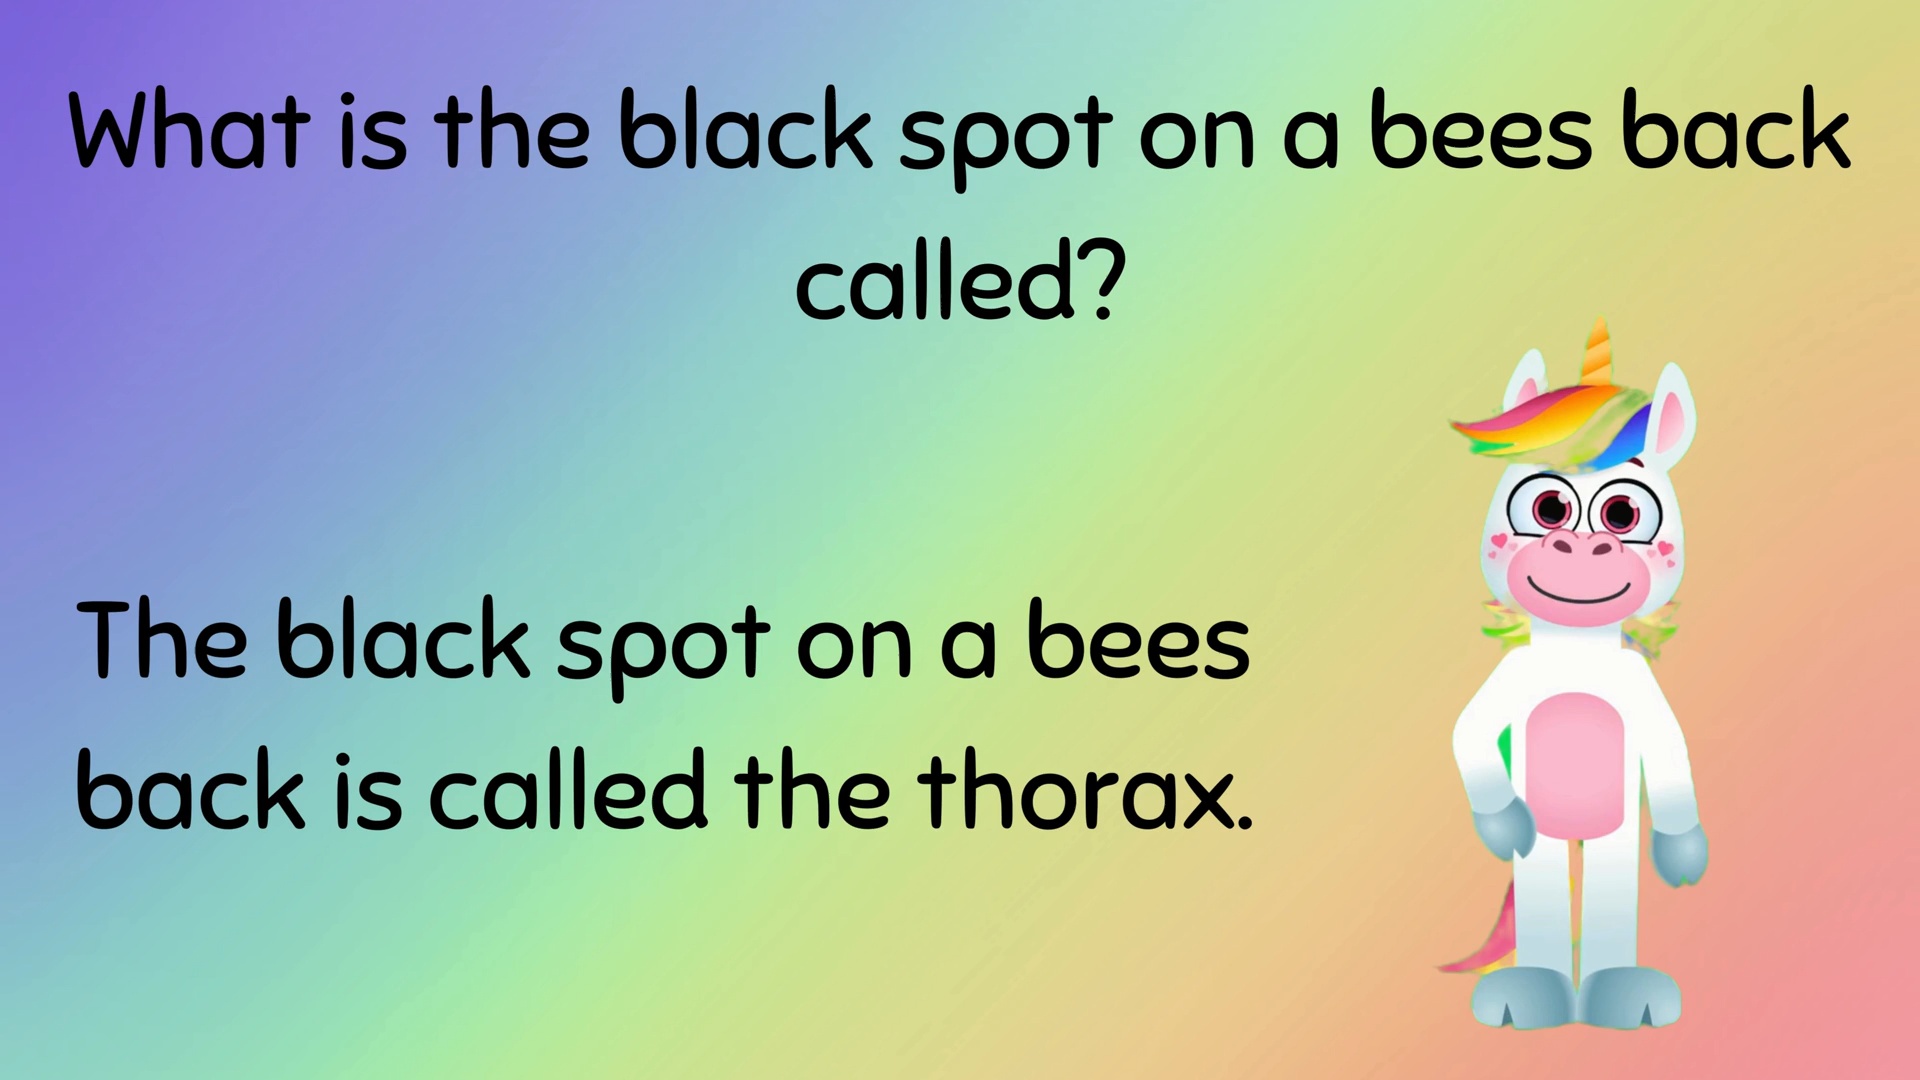 What is the black spot on a bees back
called?
The black spot on a bees
back is called the thorax.